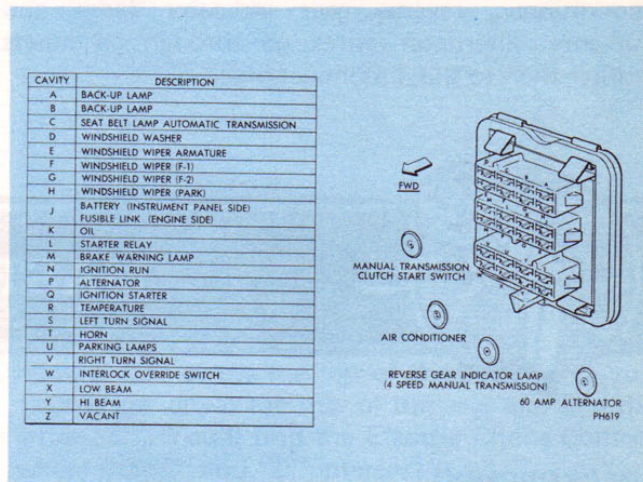 CAVITY DESCRIPTION
A BACK-UP LAMP
B BACK-UP LAMP
C SEAT BELT LAMP AUTOMATIC TRANSMISSION
D WINDSHIELD WASHER
E WINDSHIELD WIPER ARMATURE
F WINDSHIELD WIPER (F-1)
G WINDSHIELD WIPER (F-2)
H WINDSHIELD WIPER (PARK)
J BATTERY (INSTRUMENT PANEL SIDE)
FUSIBLE LINK (ENGINE SIDE)
K OIL
L STARTER RELAY
M BRAKE WARNING LAMP
N IGNITION RUN
P ALTERNATOR
Q IGNITION STARTER
R TEMPERATURE
S LEFT TURN SIGNAL
T HORN
U PARKING LAMPS
V RIGHT TURN SIGNAL
W INTERLOCK OVERRIDE SWITCH
X LOW BEAM
Y HI BEAM
Z VACANT
FWD
MANUAL TRANSMISSION
CLUTCH START SWITCH
AIR CONDITIONER
REVERSE GEAR INDICATOR LAMP
(4 SPEED MANUAL TRANSMISSION)
60 AMP ALTERNATOR
PH619